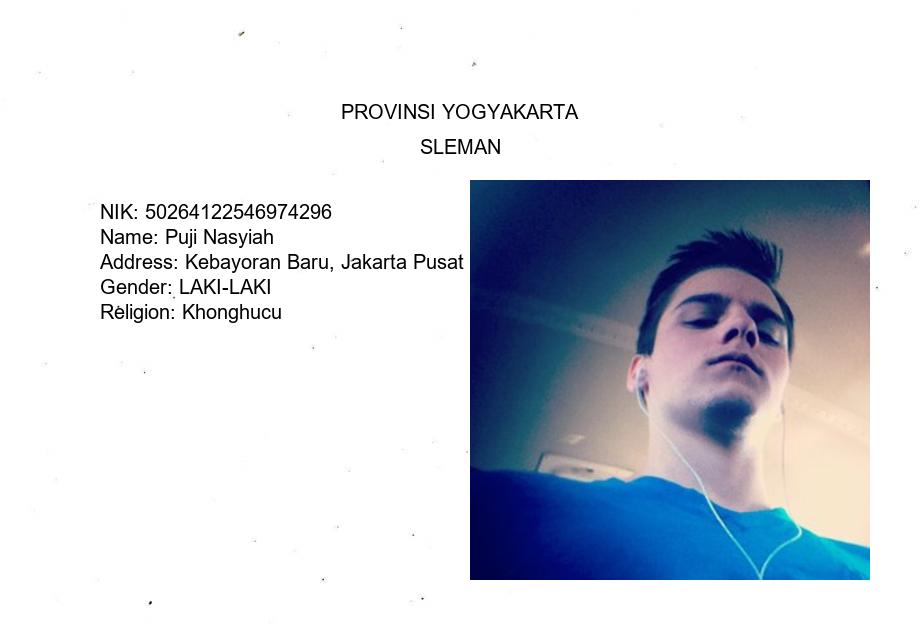 PROVINSI YOGYAKARTA
SLEMAN
NIK: 50264122546974296
Name: Puji Nasyiah
Address: Kebayoran Baru, Jakarta Pusat
Gender: LAKI-LAKI
Religion: Khonghucu